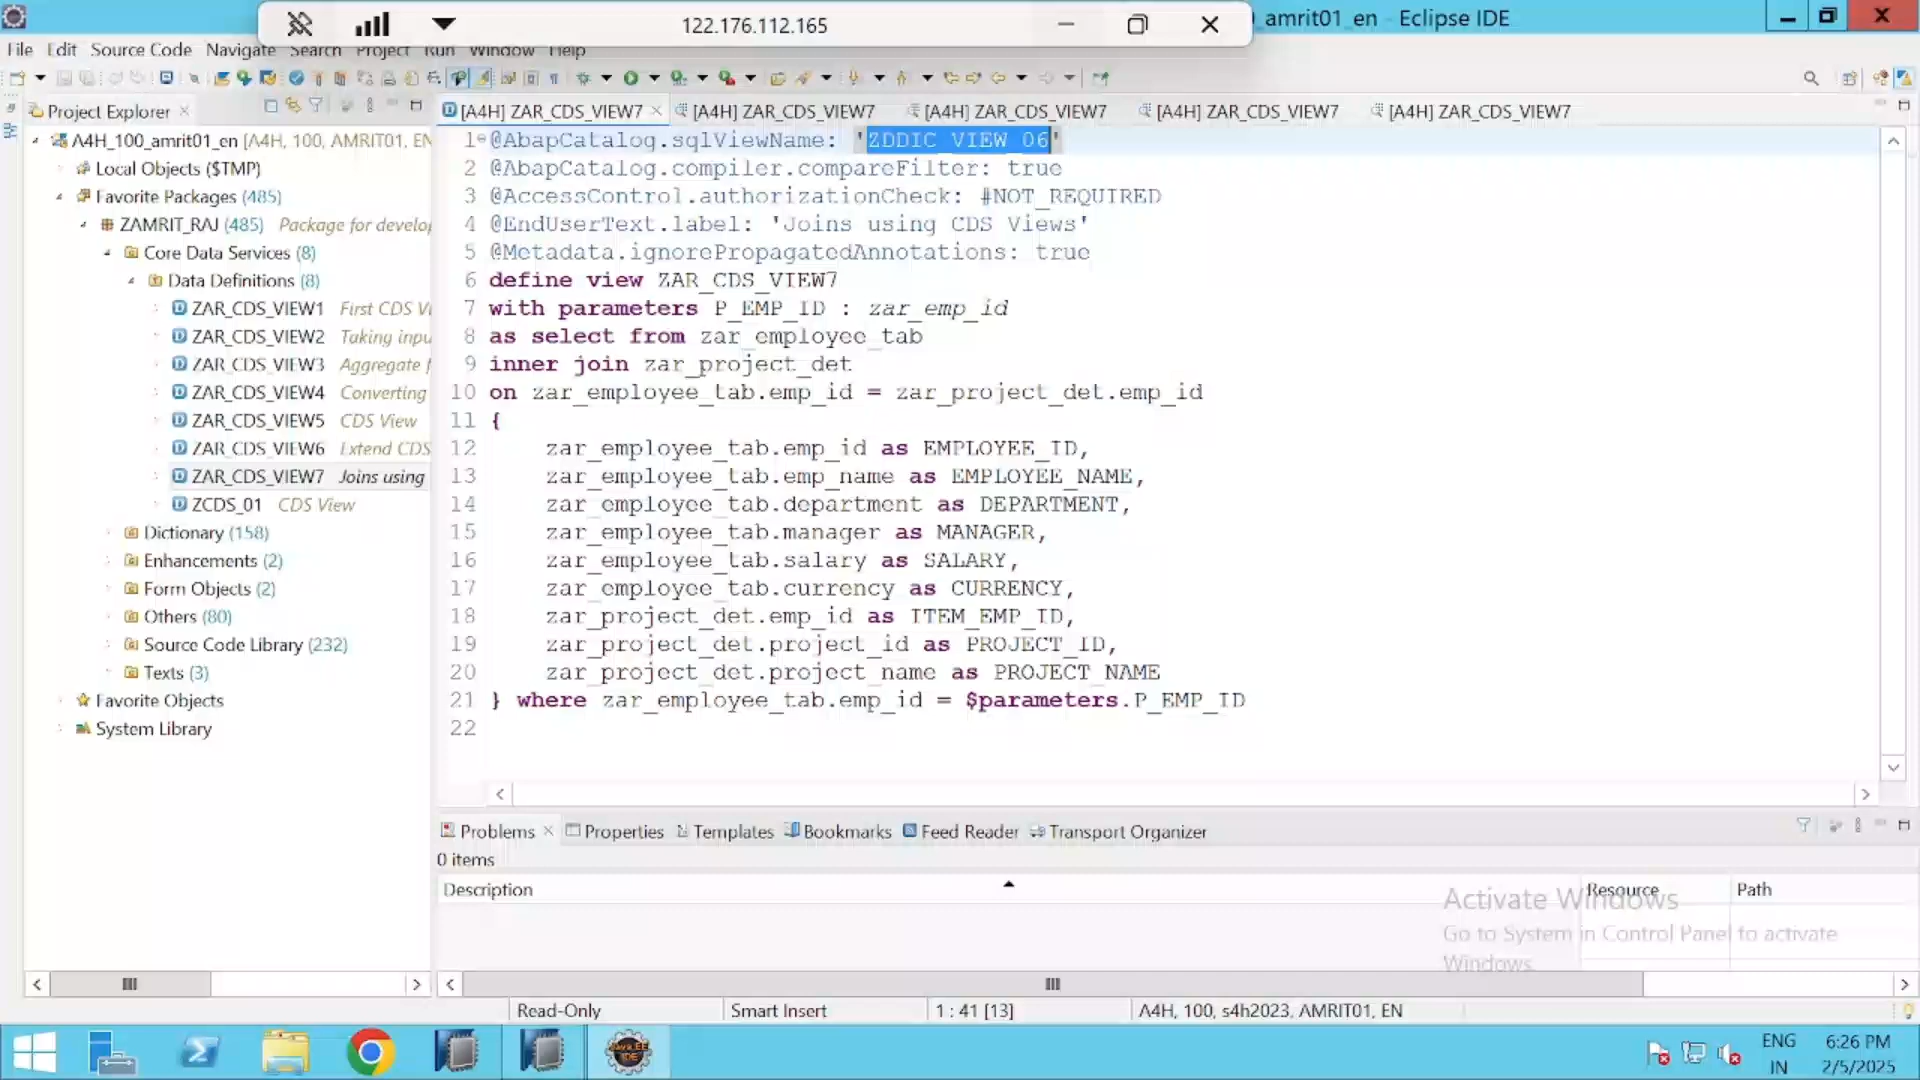 122.176.112.165
_amrit01_en - Eclipse IDE
File Edit Source Code Navigate Search Project Run Window Help
Project Explorer
[A4H] ZAR_CDS_VIEW7
[A4H] ZAR_CDS_VIEW7
[A4H] ZAR_CDS_VIEW7
[A4H] ZAR_CDS_VIEW7
[A4H] ZAR_CDS_VIEW7
A4H_100_amrit01_en [A4H, 100, AMRIT01, EN
Local Objects ($TMP)
Favorite Packages (485)
ZAMRIT_RAJ (485) Package for develo
Core Data Services (8)
Data Definitions (8)
ZAR_CDS_VIEW1 First CDS V
ZAR_CDS_VIEW2 Taking inpu
ZAR_CDS_VIEW3 Aggregate f
ZAR_CDS_VIEW4 Converting
ZAR_CDS_VIEW5 CDS View
ZAR_CDS_VIEW6 Extend CDS
ZAR_CDS_VIEW7 Joins using
ZCDS_01 CDS View
Dictionary (158)
Enhancements (2)
Form Objects (2)
Others (80)
Source Code Library (232)
Texts (3)
Favorite Objects
System Library
1 @AbapCatalog.sqlViewName: 'ZDDIC_VIEW_06'
2 @AbapCatalog.compiler.compareFilter: true
3 @AccessControl.authorizationCheck: #NOT_REQUIRED
4 @EndUserText.label: 'Joins using CDS Views'
5 @Metadata.ignorePropagatedAnnotations: true
6 define view ZAR_CDS_VIEW7
7 with parameters P_EMP_ID : zar_emp_id
8 as select from zar_employee_tab
9 inner join zar_project_det
10 on zar_employee_tab.emp_id = zar_project_det.emp_id
11 {
12 zar_employee_tab.emp_id as EMPLOYEE_ID,
13 zar_employee_tab.emp_name as EMPLOYEE_NAME,
14 zar_employee_tab.department as DEPARTMENT,
15 zar_employee_tab.manager as MANAGER,
16 zar_employee_tab.salary as SALARY,
17 zar_employee_tab.currency as CURRENCY,
18 zar_project_det.emp_id as ITEM_EMP_ID,
19 zar_project_det.project_id as PROJECT_ID,
20 zar_project_det.project_name as PROJECT_NAME
21 } where zar_employee_tab.emp_id = $parameters.P_EMP_ID
22
Problems Properties Templates Bookmarks Feed Reader Transport Organizer
0 items
Description Resource Path
Activate Windows
Go to System in Control Panel to activate
Windows.
Read-Only Smart Insert 1 : 41 [13] A4H, 100, s4h2023, AMRIT01, EN
Java EE
IDE
ENG
IN
6:26 PM
2/5/2025